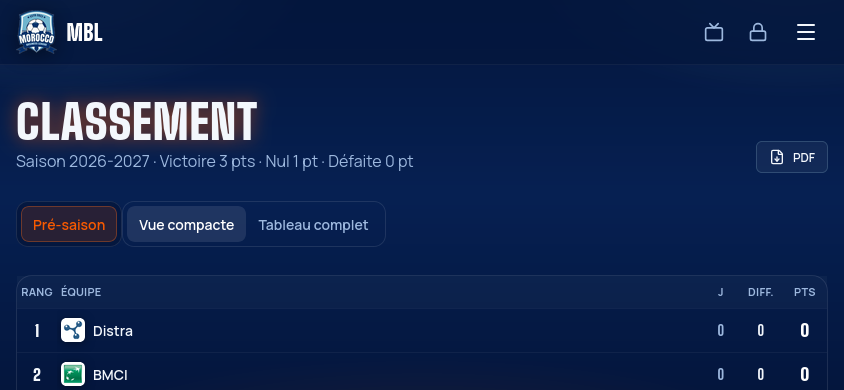 MOROCCO
MBL
CLASSEMENT
Saison 2026-2027 · Victoire 3 pts · Nul 1 pt · Défaite 0 pt
PDF
Pré-saison Vue compacte Tableau complet
RANG ÉQUIPE J DIFF. PTS
1 Distra 0 0 0
2 BMCI 0 0 0